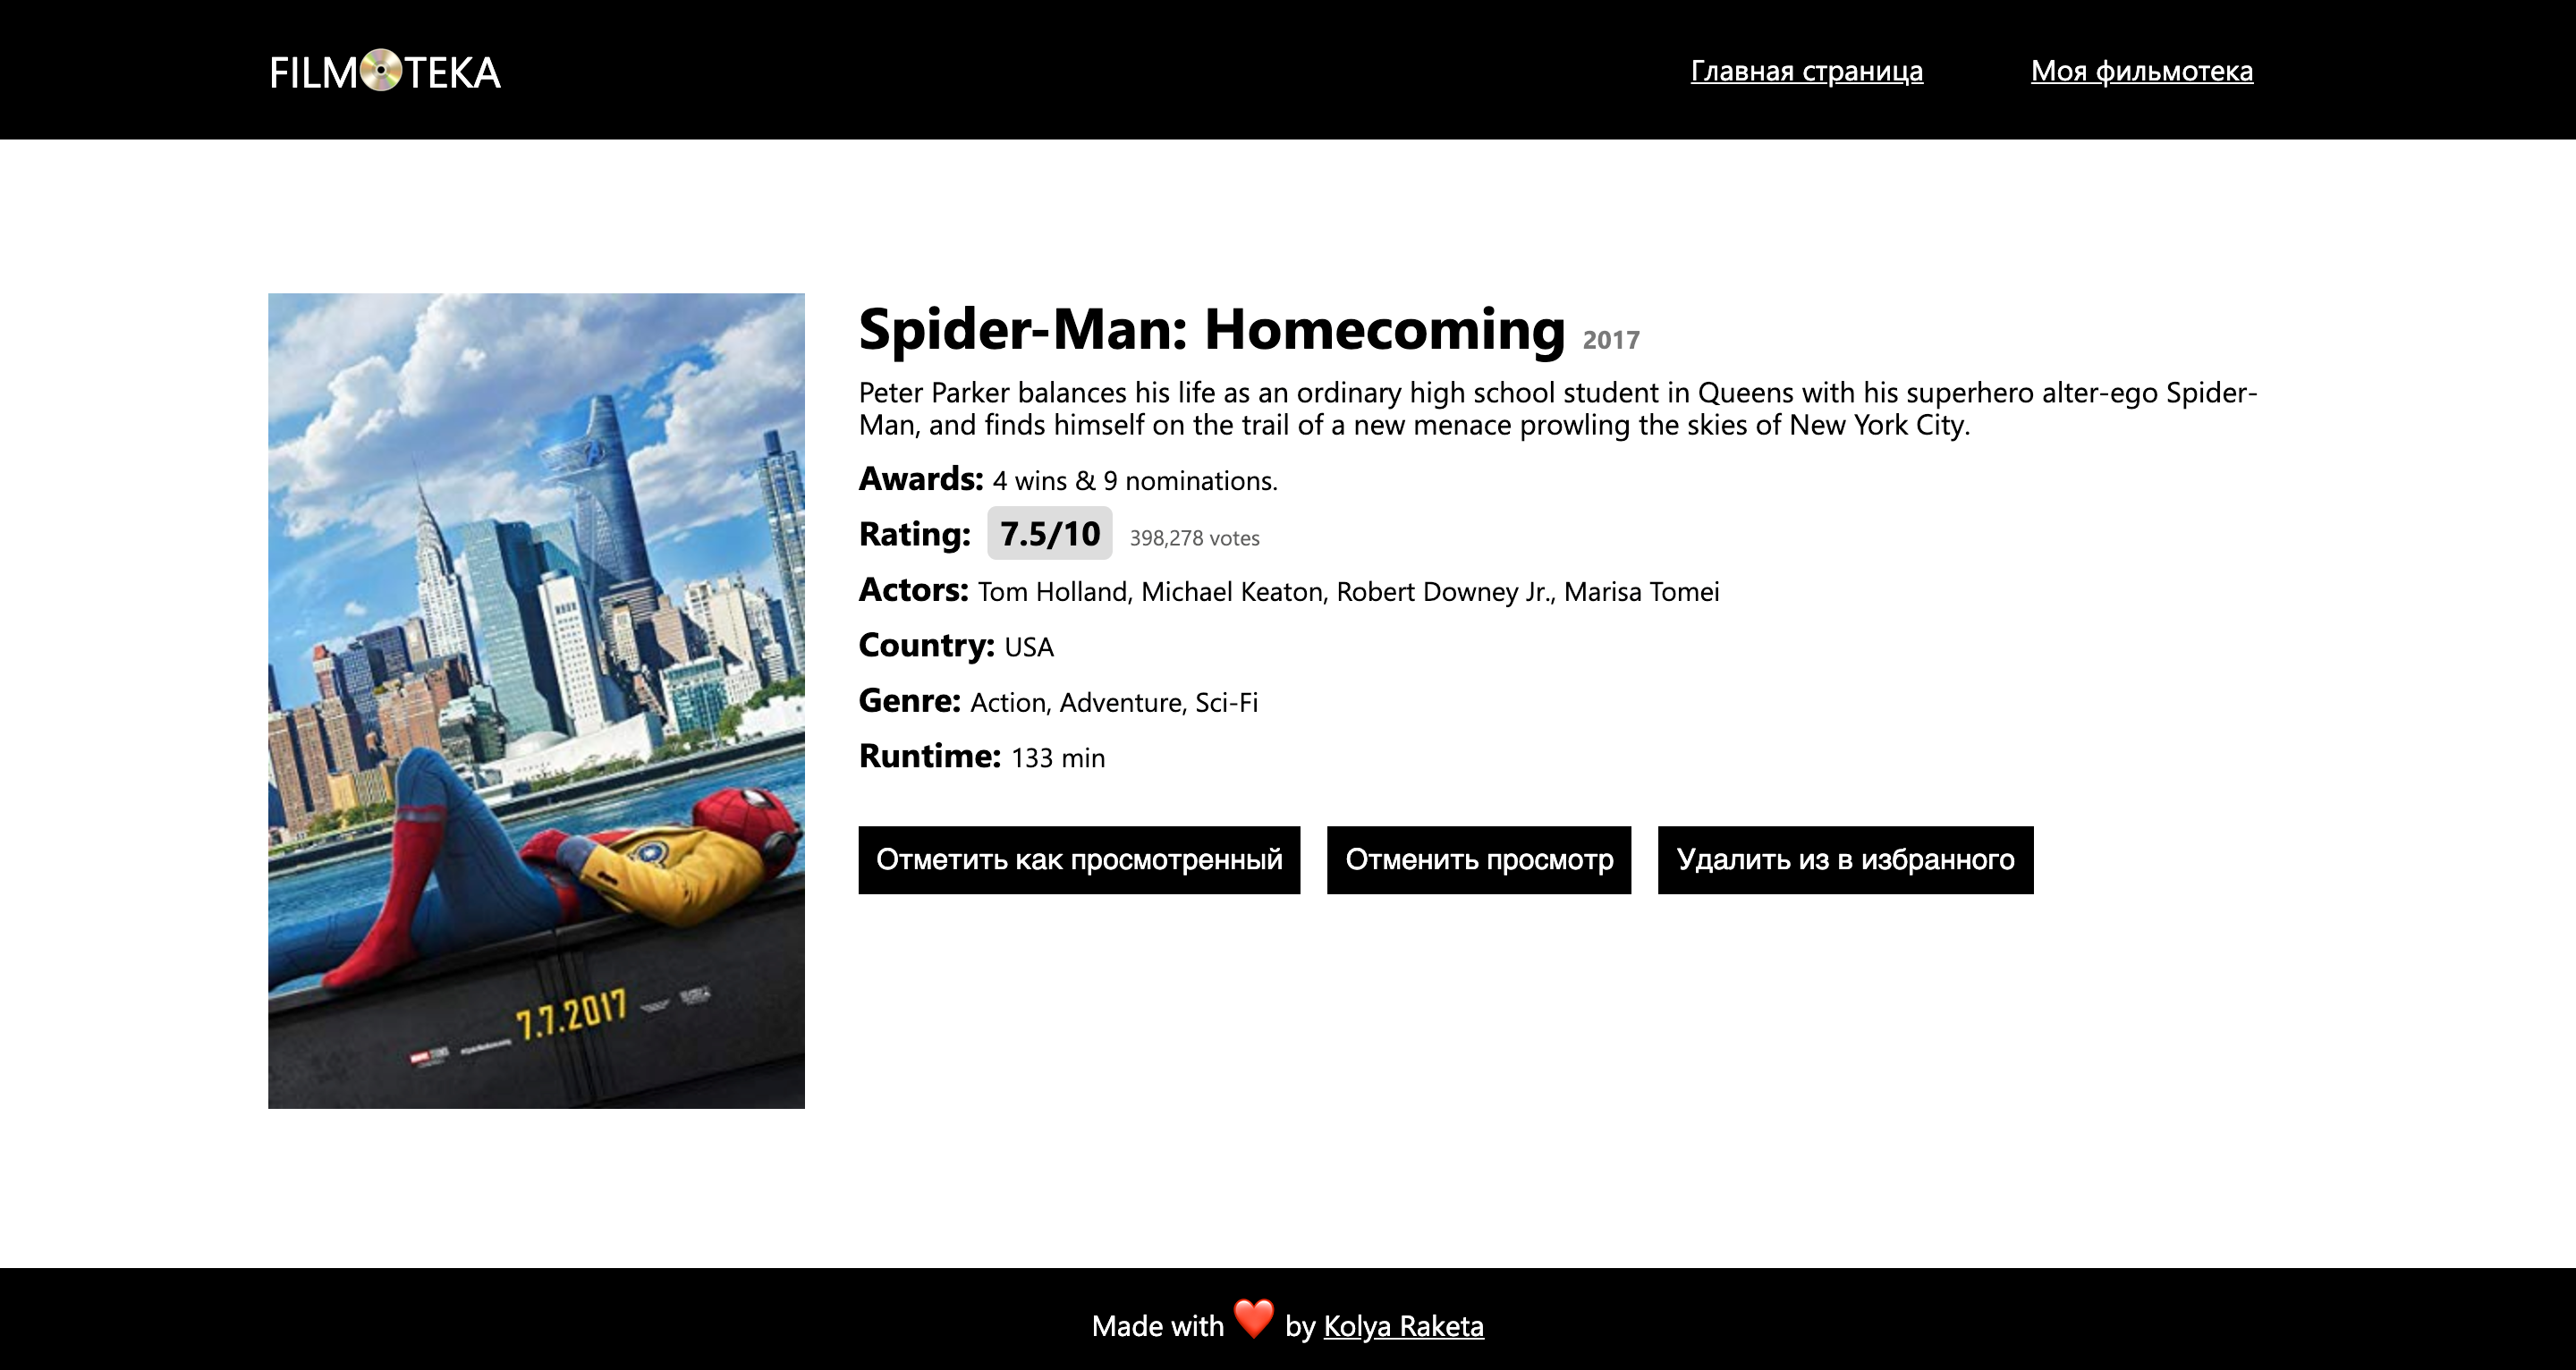 FILMOTEKA
Главная страница
Моя фильмотека
Spider-Man: Homecoming 2017
Peter Parker balances his life as an ordinary high school student in Queens with his superhero alter-ego Spider-
Man, and finds himself on the trail of a new menace prowling the skies of New York City.
Awards: 4 wins & 9 nominations.
Rating: 7.5/10 398,278 votes
Actors: Tom Holland, Michael Keaton, Robert Downey Jr., Marisa Tomei
Country: USA
Genre: Action, Adventure, Sci-Fi
Runtime: 133 min
Отметить как просмотренный
Отменить просмотр
Удалить из в избранного
7.7.2017
Made with ❤️ by Kolya Raketa